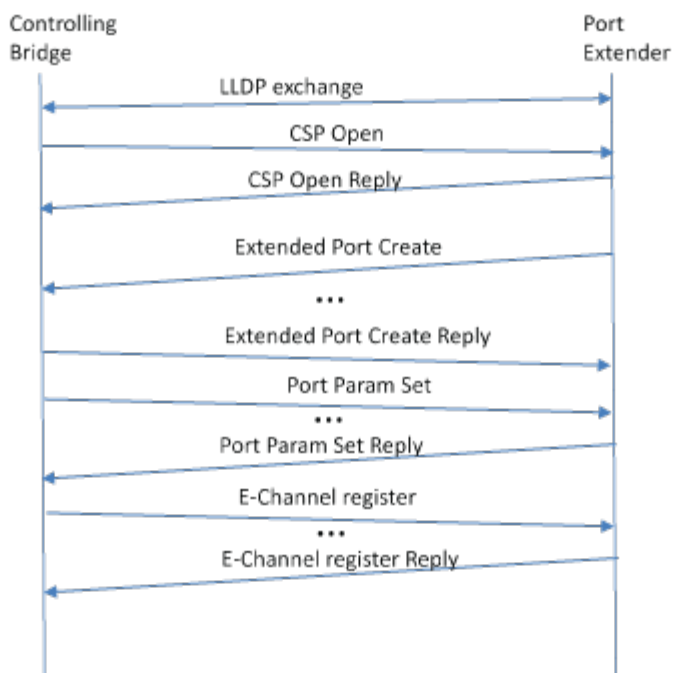 Controlling
Bridge
Port
Extender
LLDP exchange
CSP Open
CSP Open Reply
Extended Port Create
...
Extended Port Create Reply
Port Param Set
...
Port Param Set Reply
E-Channel register
...
E-Channel register Reply